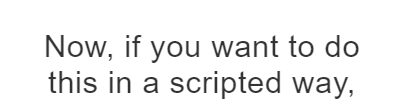 Now, if you want to do
this in a scripted way,